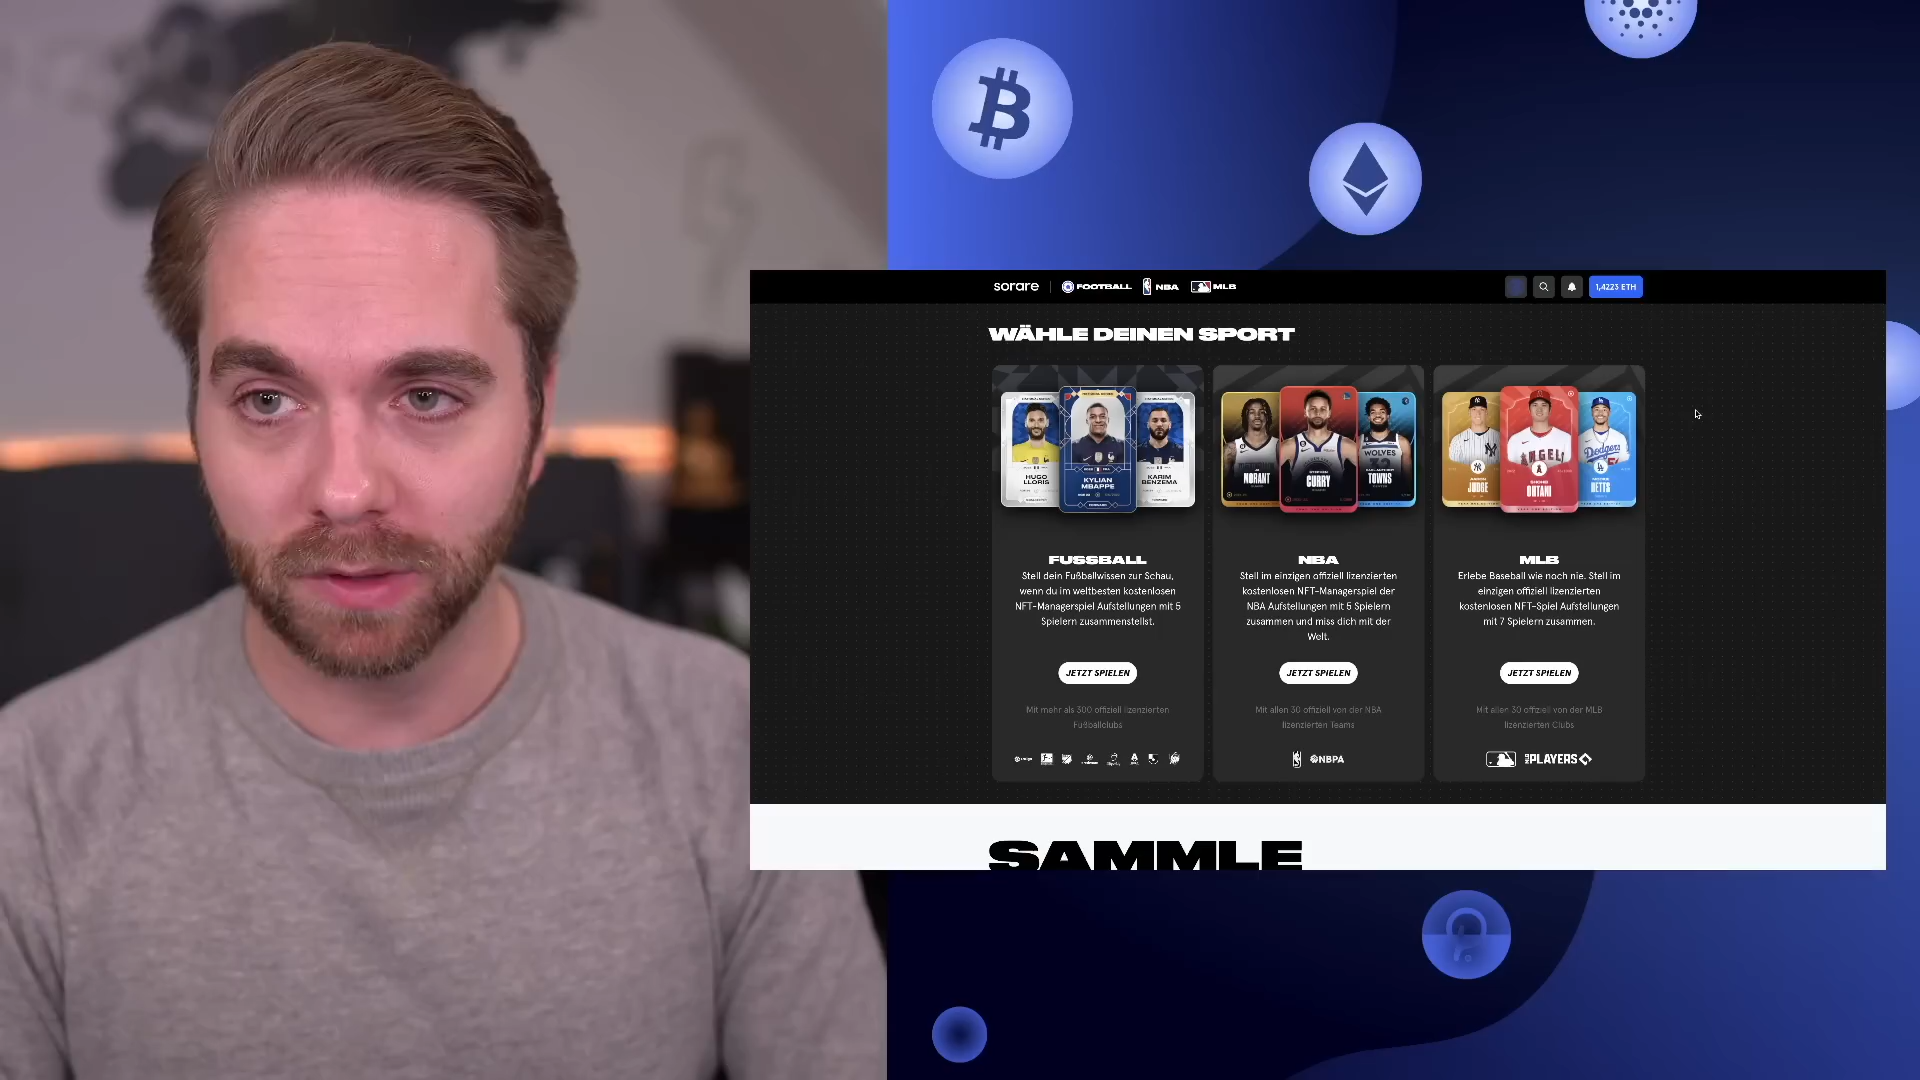 sorare FOOTBALL NBA MLB 1,4223 ETH
WÄHLE DEINEN SPORT
HUGO
LLORIS
KYLIAN
MBAPPE
KARIM
BENZEMA
FORWARD
MORANT
STEPHEN
CURRY
TOWNS
WOLVES
AARON
JUDGE
ANGELS
SHOHEI
OHTANI
Dodgers
MOOKIE
BETTS
FUSSBALL
Stell dein Fußballwissen zur Schau,
wenn du im weltbesten kostenlosen
NFT-Managerspiel Aufstellungen mit 5
Spielern zusammenstellst.
JETZT SPIELEN
Mit mehr als 300 offiziell lizenzierten
Fußballclubs
NBA
Stell im einzigen offiziell lizenzierten
kostenlosen NFT-Managerspiel der
NBA Aufstellungen mit 5 Spielern
zusammen und miss dich mit der
Welt.
JETZT SPIELEN
Mit allen 30 offiziell von der NBA
lizenzierten Teams
NBPA
MLB
Erlebe Baseball wie noch nie. Stell im
einzigen offiziell lizenzierten
kostenlosen NFT-Spiel Aufstellungen
mit 7 Spielern zusammen.
JETZT SPIELEN
Mit allen 30 offiziell von der MLB
lizenzierten Clubs
PLAYERS
SAMMLE